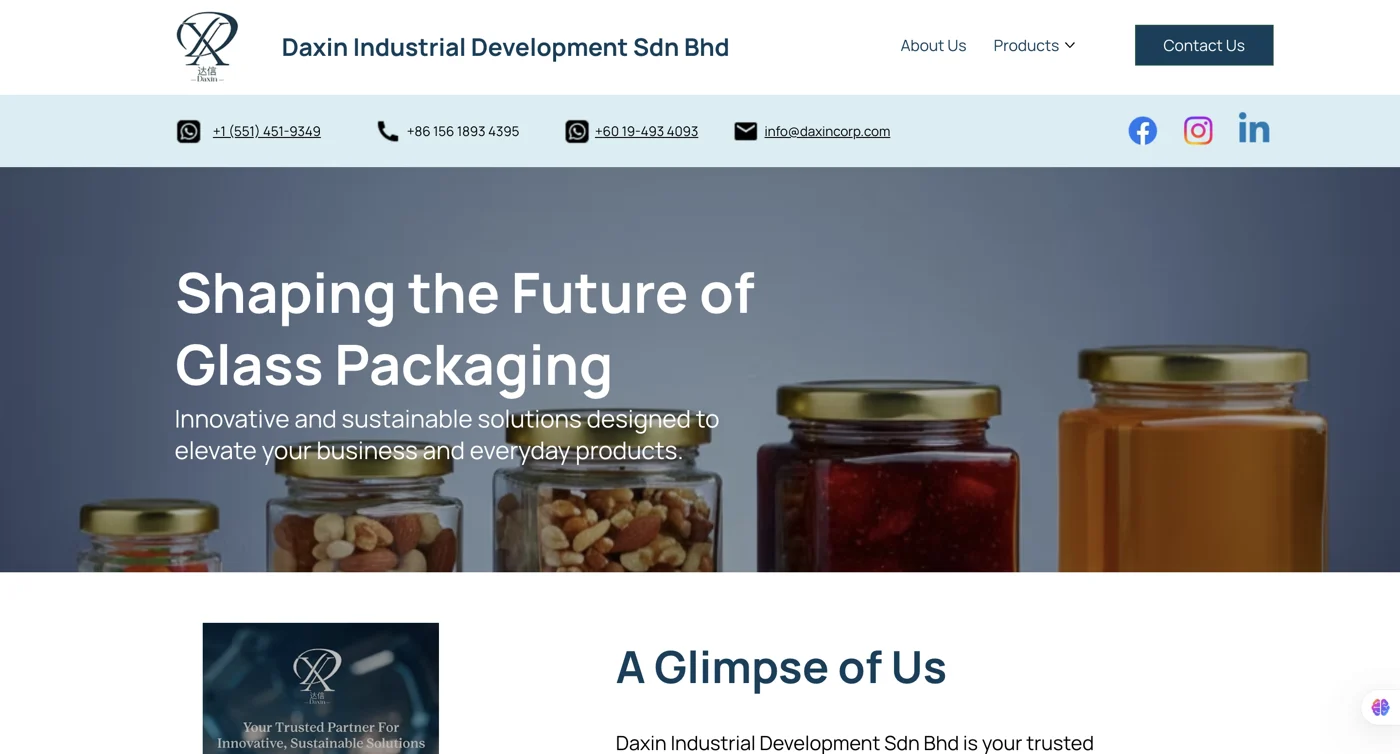 达信
Daxin
Daxin Industrial Development Sdn Bhd
About Us
Products
Contact Us
+1 (551) 451-9349
+86 156 1893 4395
+60 19-493 4093
info@daxincorp.com
Shaping the Future of
Glass Packaging
Innovative and sustainable solutions designed to
elevate your business and everyday products.
达信
Daxin
Your Trusted Partner For
Innovative, Sustainable Solutions
A Glimpse of Us
Daxin Industrial Development Sdn Bhd is your trusted